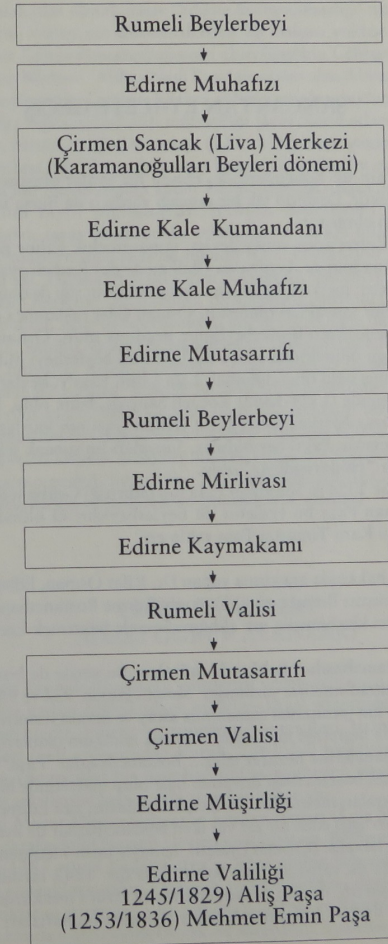 Rumeli Beylerbeyi
Edirne Muhafızı
Çirmen Sancak (Liva) Merkezi
(Karamanoğulları Beyleri dönemi)
Edirne Kale Kumandanı
Edirne Kale Muhafızı
Edirne Mutasarrıfı
Rumeli Beylerbeyi
Edirne Mirlivası
Edirne Kaymakamı
Rumeli Valisi
Çirmen Mutasarrıfı
Çirmen Valisi
Edirne Müşirliği
Edirne Valiliği
1245/1829) Aliş Paşa
(1253/1836) Mehmet Emin Paşa